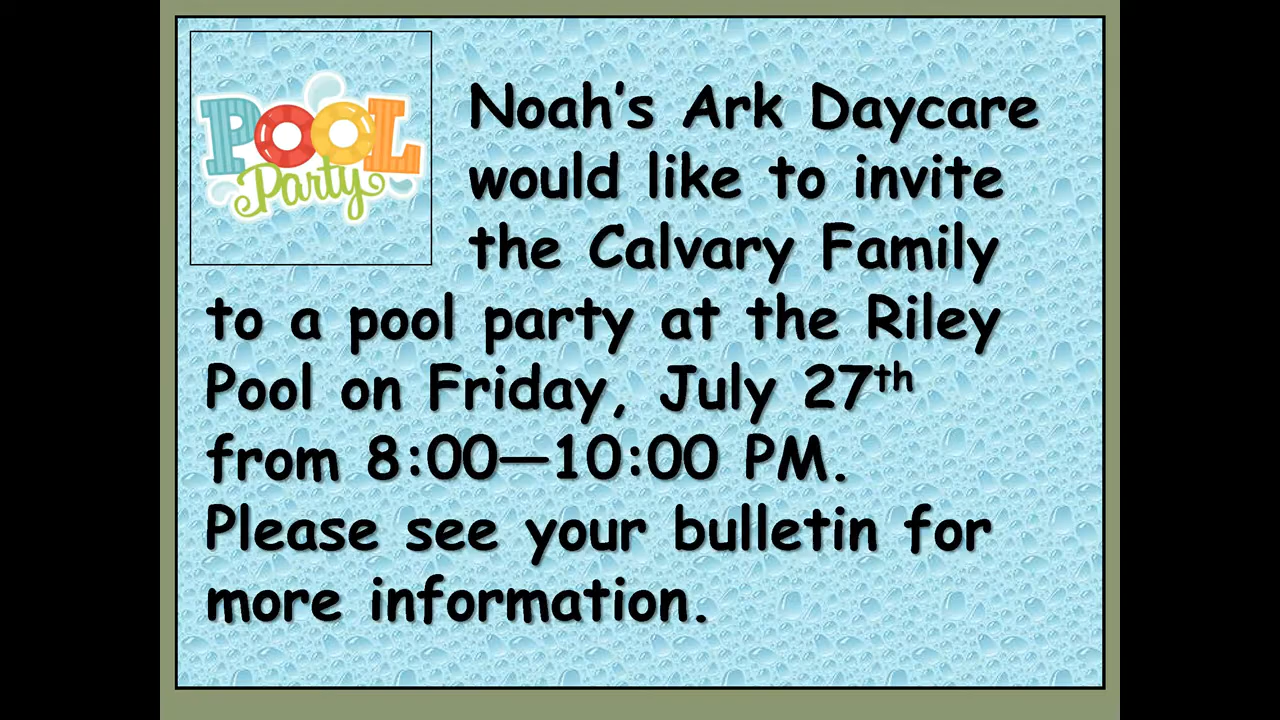 POOL
Party
Noah's Ark Daycare
would like to invite
the Calvary Family
to a pool party at the Riley
Pool on Friday, July 27th
from 8:00—10:00 PM.
Please see your bulletin for
more information.